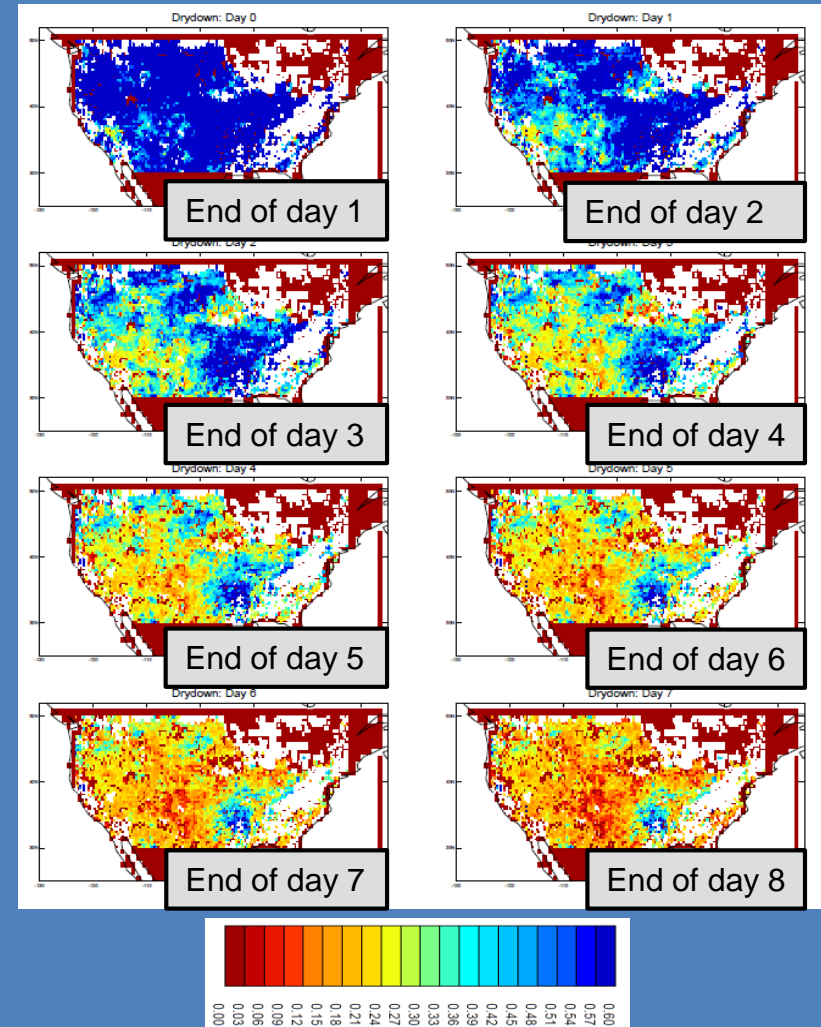 Drydown: Day 0
Drydown: Day 1
End of day 1
End of day 2
Drydown: Day 2
End of day 3
End of day 4
Drydown: Day 4
Drydown: Day 5
End of day 5
End of day 6
Drydown: Day 6
Drydown: Day 7
End of day 7
End of day 8
0.00
0.03
0.06
0.09
0.12
0.15
0.18
0.21
0.24
0.27
0.30
0.33
0.36
0.39
0.42
0.45
0.48
0.51
0.54
0.57
0.60